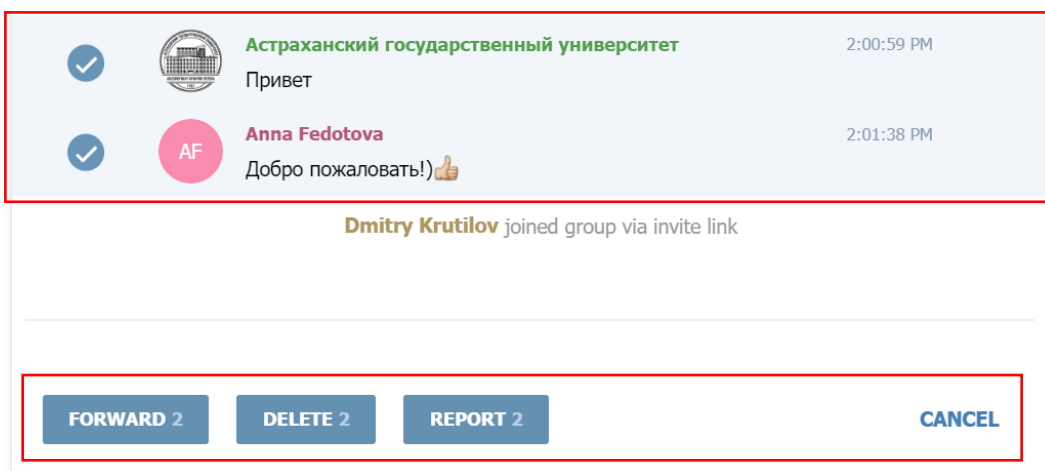 Астраханский государственный университет 2:00:59 PM
Привет
AF Anna Fedotova 2:01:38 PM
Добро пожаловать!)👍
Dmitry Krutilov joined group via invite link
FORWARD 2 DELETE 2 REPORT 2 CANCEL